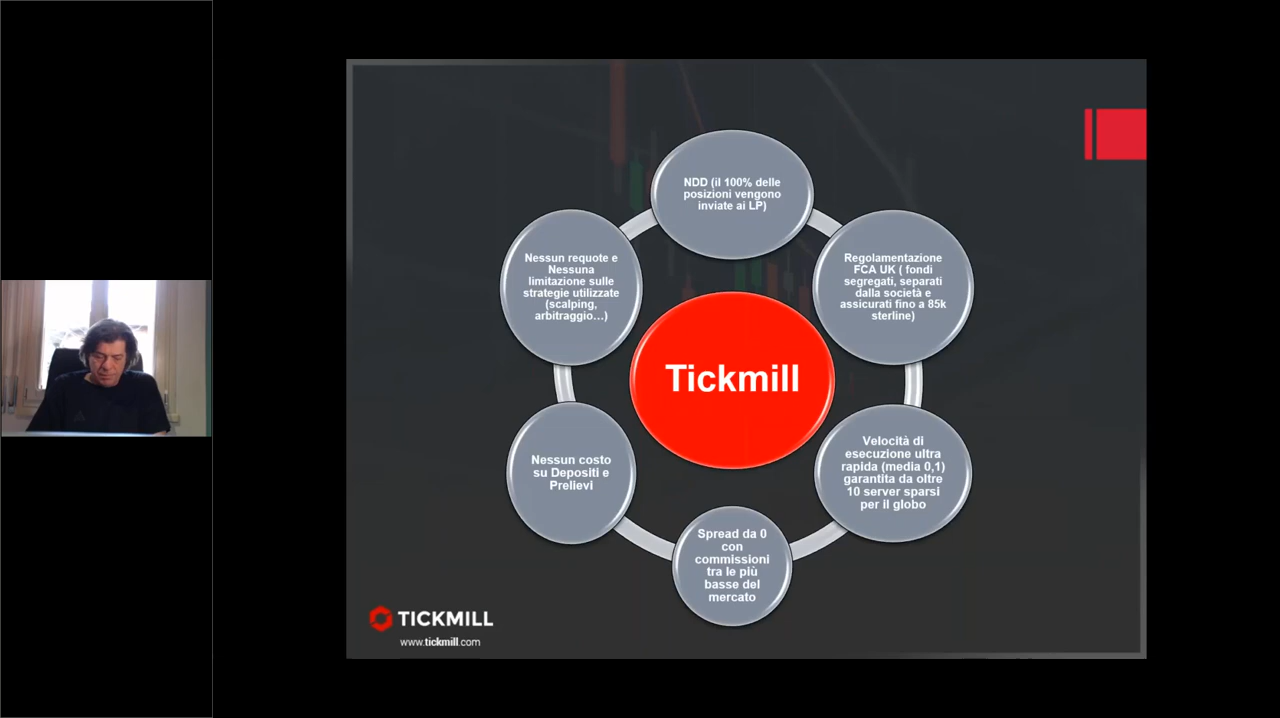 NDD (il 100% delle
posizioni vengono
inviate ai LP)
Regolamentazione
FCA UK ( fondi
segregati, separati
dalla società e
assicurati fino a 85k
sterline)
Velocità di
esecuzione ultra
rapida (media 0,1)
garantita da oltre
10 server sparsi
per il globo
Spread da 0
con
commissioni
tra le più
basse del
mercato
Nessun costo
su Depositi e
Prelievi
Nessun requote e
Nessuna
limitazione sulle
strategie utilizzate
(scalping,
arbitraggio...)
Tickmill
TICKMILL
www.tickmill.com